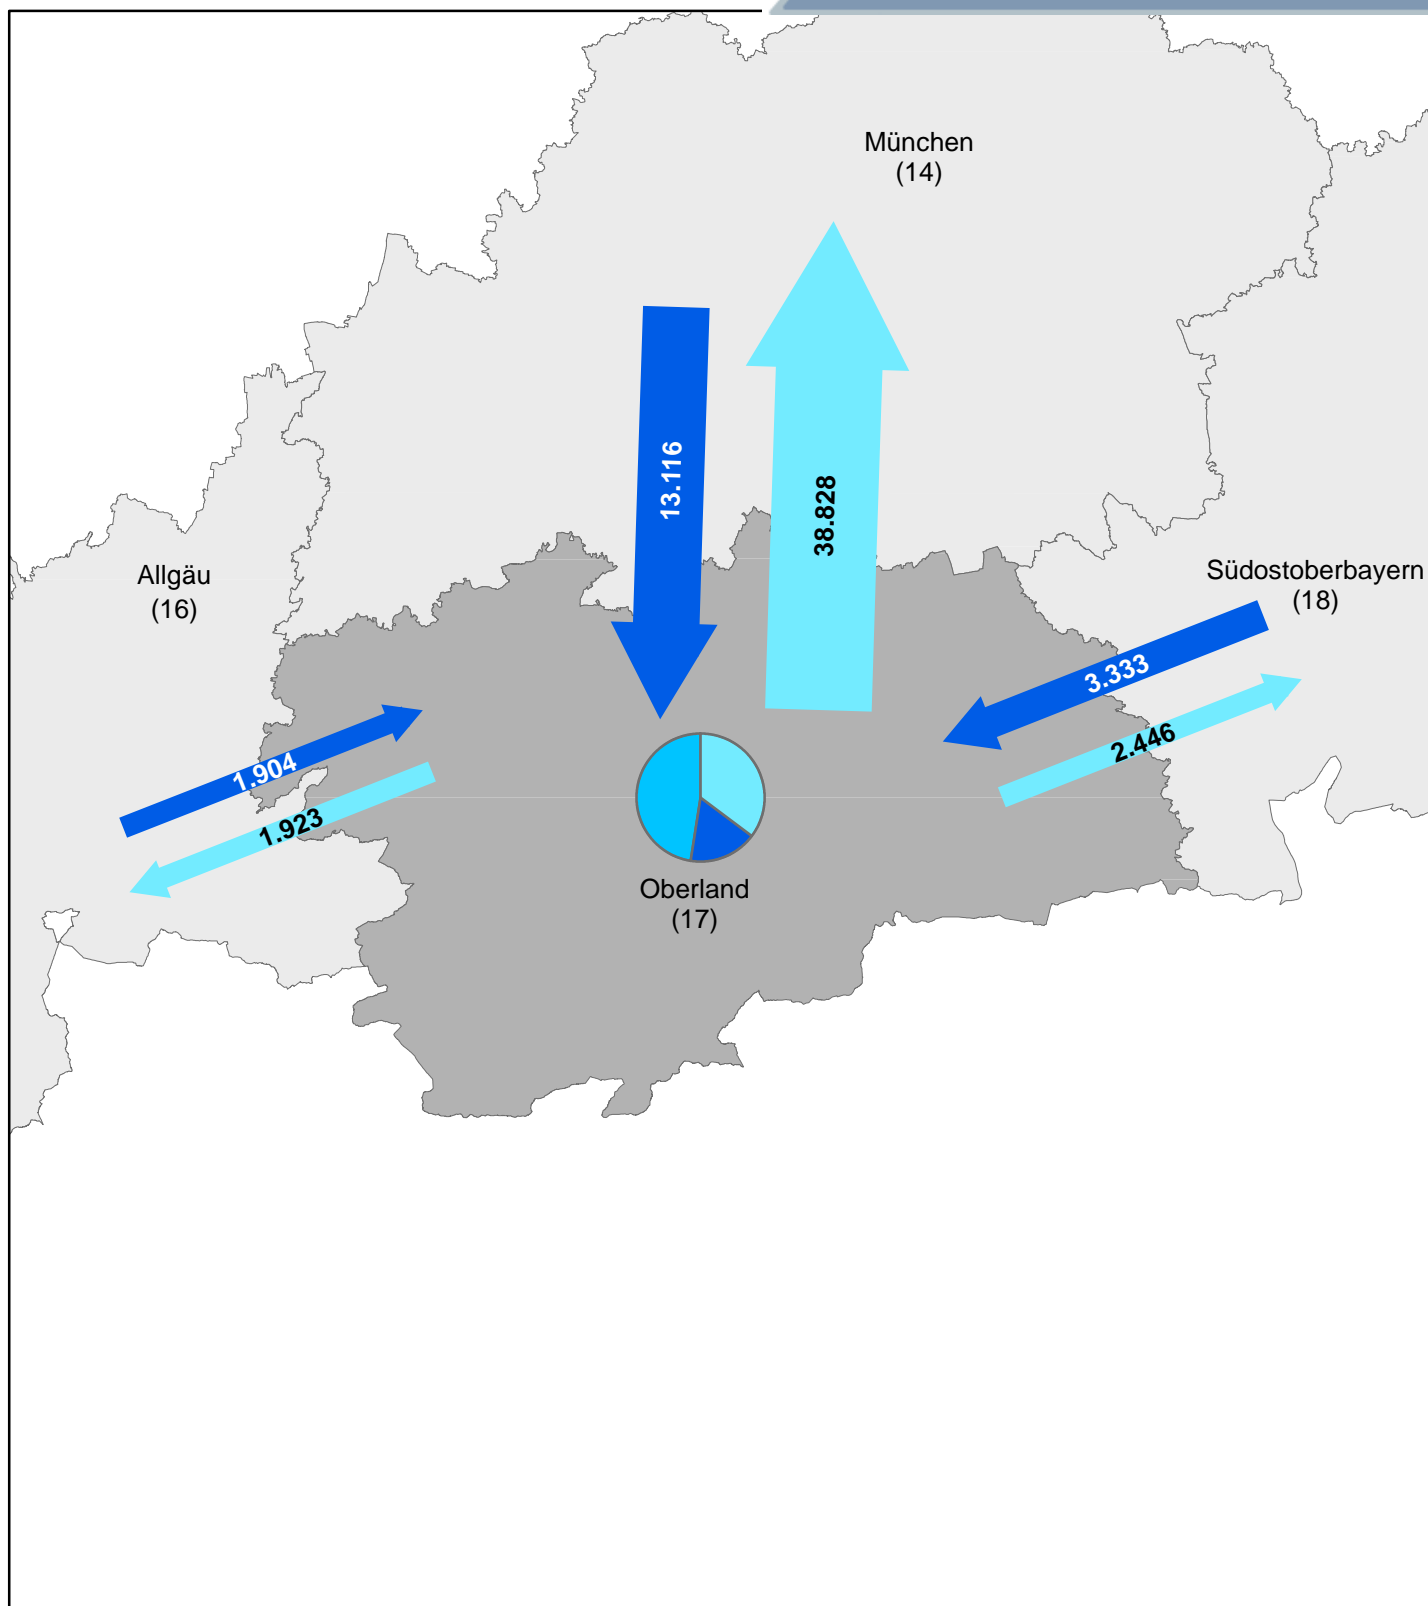 München
(14)
13.116
38.828
Allgäu
(16)
Südostoberbayern
(18)
3.333
2.446
1.904
1.923
Oberland
(17)